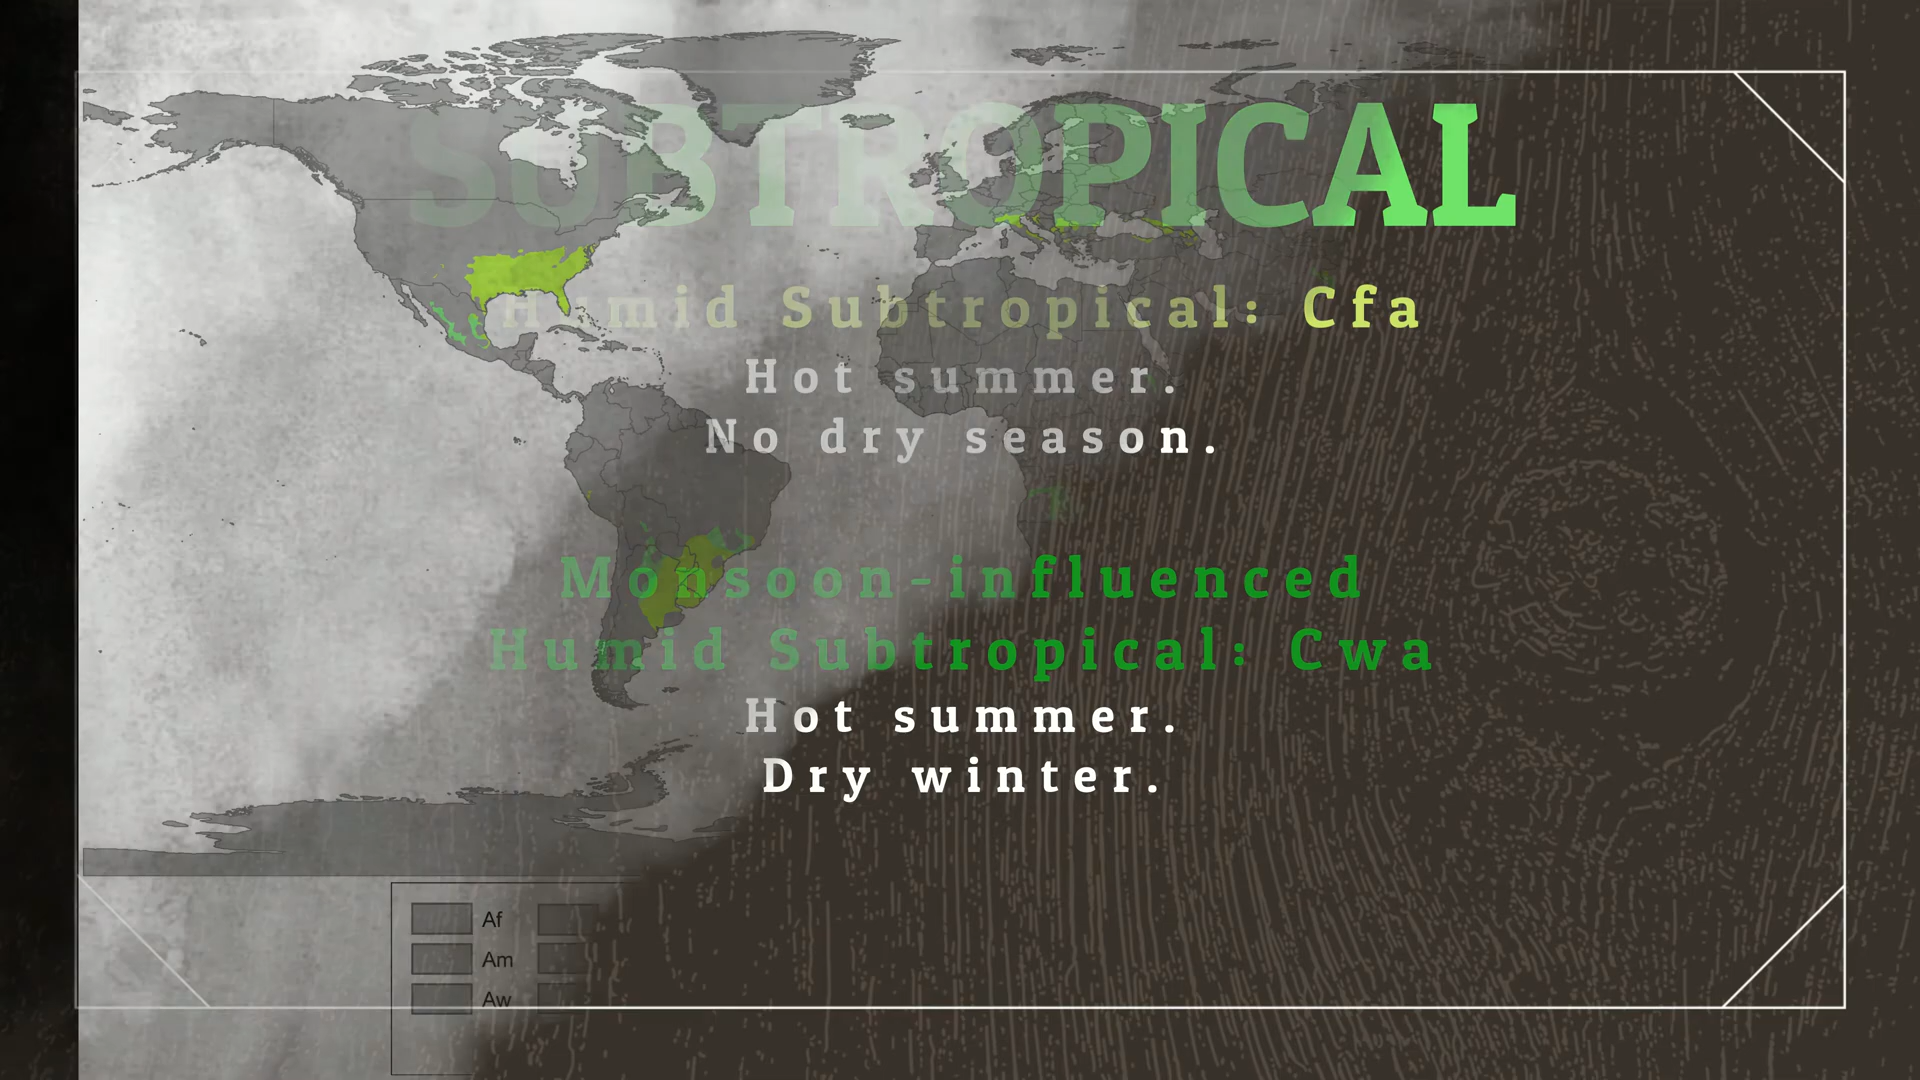 SUBTROPICAL
Humid Subtropical: Cfa
Hot summer.
No dry season.
Monsoon-influenced
Humid Subtropical: Cwa
Hot summer.
Dry winter.
Af
Am
Aw